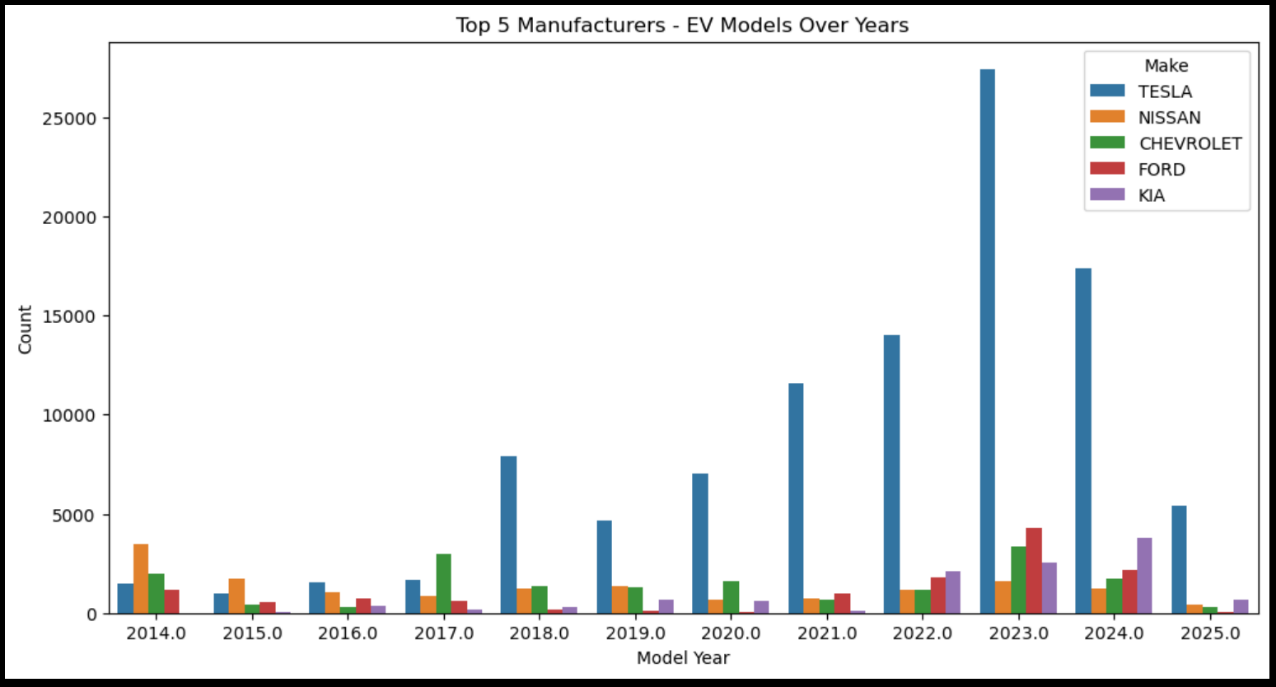 Top 5 Manufacturers - EV Models Over Years
Make
TESLA
NISSAN
CHEVROLET
FORD
KIA
Count
25000
20000
15000
10000
5000
0
2014.0 2015.0 2016.0 2017.0 2018.0 2019.0 2020.0 2021.0 2022.0 2023.0 2024.0 2025.0
Model Year